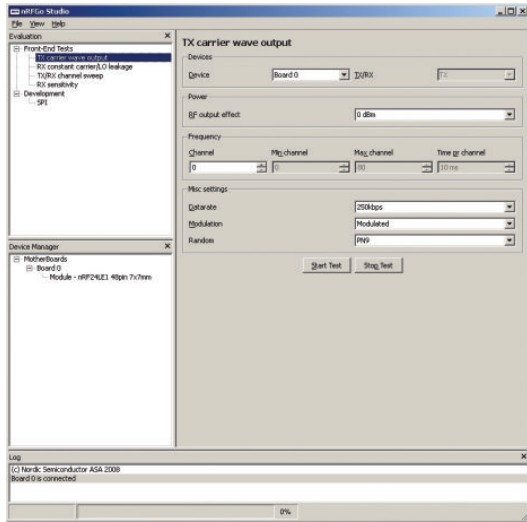 nRFGo Studio
File View Help
Evaluation
Front-End Tests
TX carrier wave output
RX constant carrier/LO leakage
TX/RX channel sweep
RX sensitivity
Development
SPI
Device Manager
MotherBoards
Board 0
Module - nRF24LE1 48pin 7x7mm
TX carrier wave output
Devices
Device Board 0 TX/RX TX
Power
RF output effect 0 dBm
Frequency
Channel Min channel Max channel Time pr channel
0 0 80 10 ms
Misc settings
Datarate 250kbps
Modulation Modulated
Random PN9
Start Test Stop Test
Log
(c) Nordic Semiconductor ASA 2008
Board 0 is connected
0%